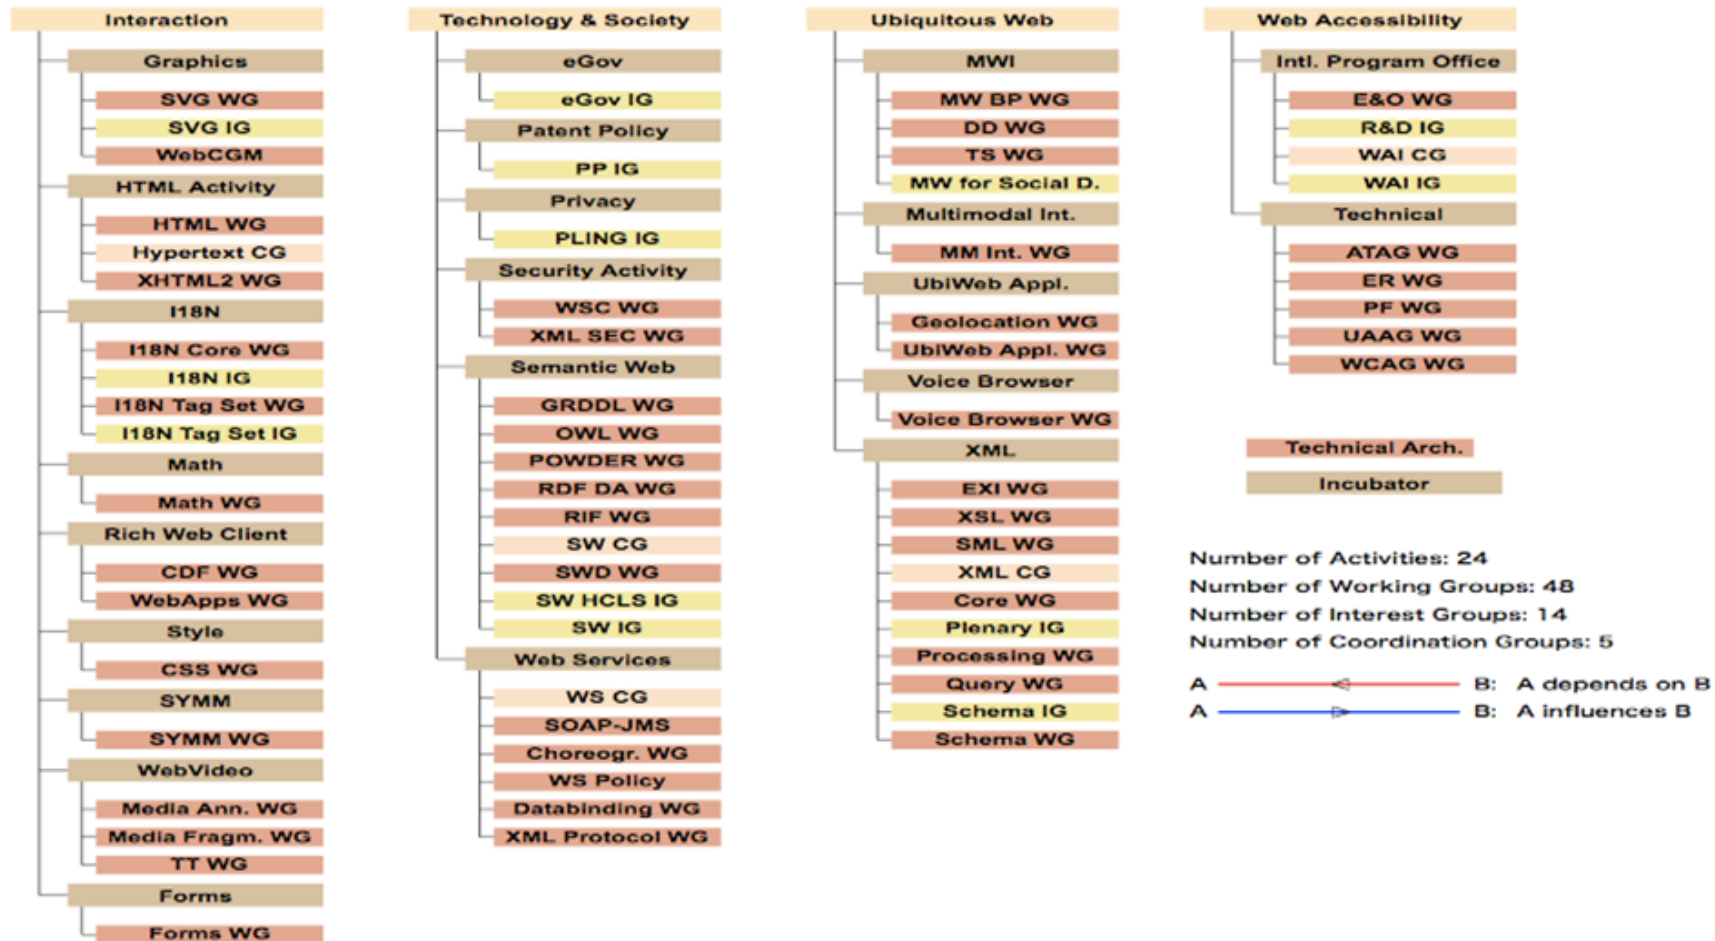 Interaction
Graphics
SVG WG
SVG IG
WebCGM
HTML Activity
HTML WG
Hypertext CG
XHTML2 WG
I18N
I18N Core WG
I18N IG
I18N Tag Set WG
I18N Tag Set IG
Math
Math WG
Rich Web Client
CDF WG
WebApps WG
Style
CSS WG
SYMM
SYMM WG
WebVideo
Media Ann. WG
Media Fragm. WG
TT WG
Forms
Forms WG
Technology & Society
eGov
eGov IG
Patent Policy
PP IG
Privacy
PLING IG
Security Activity
WSC WG
XML SEC WG
Semantic Web
GRDDL WG
OWL WG
POWDER WG
RDF DA WG
RIF WG
SW CG
SWD WG
SW HCLS IG
SW IG
Web Services
WS CG
SOAP-JMS
Choreogr. WG
WS Policy
Databinding WG
XML Protocol WG
Ubiquitous Web
MWI
MW BP WG
DD WG
TS WG
MW for Social D.
Multimodal Int.
MM Int. WG
UbiWeb Appl.
Geolocation WG
UbiWeb Appl. WG
Voice Browser
Voice Browser WG
XML
EXI WG
XSL WG
SML WG
XML CG
Core WG
Plenary IG
Processing WG
Query WG
Schema IG
Schema WG
Web Accessibility
Intl. Program Office
E&O WG
R&D IG
WAI CG
WAI IG
Technical
ATAG WG
ER WG
PF WG
UAAG WG
WCAG WG
Technical Arch.
Incubator
Number of Activities: 24
Number of Working Groups: 48
Number of Interest Groups: 14
Number of Coordination Groups: 5
A B: A depends on B
A B: A influences B